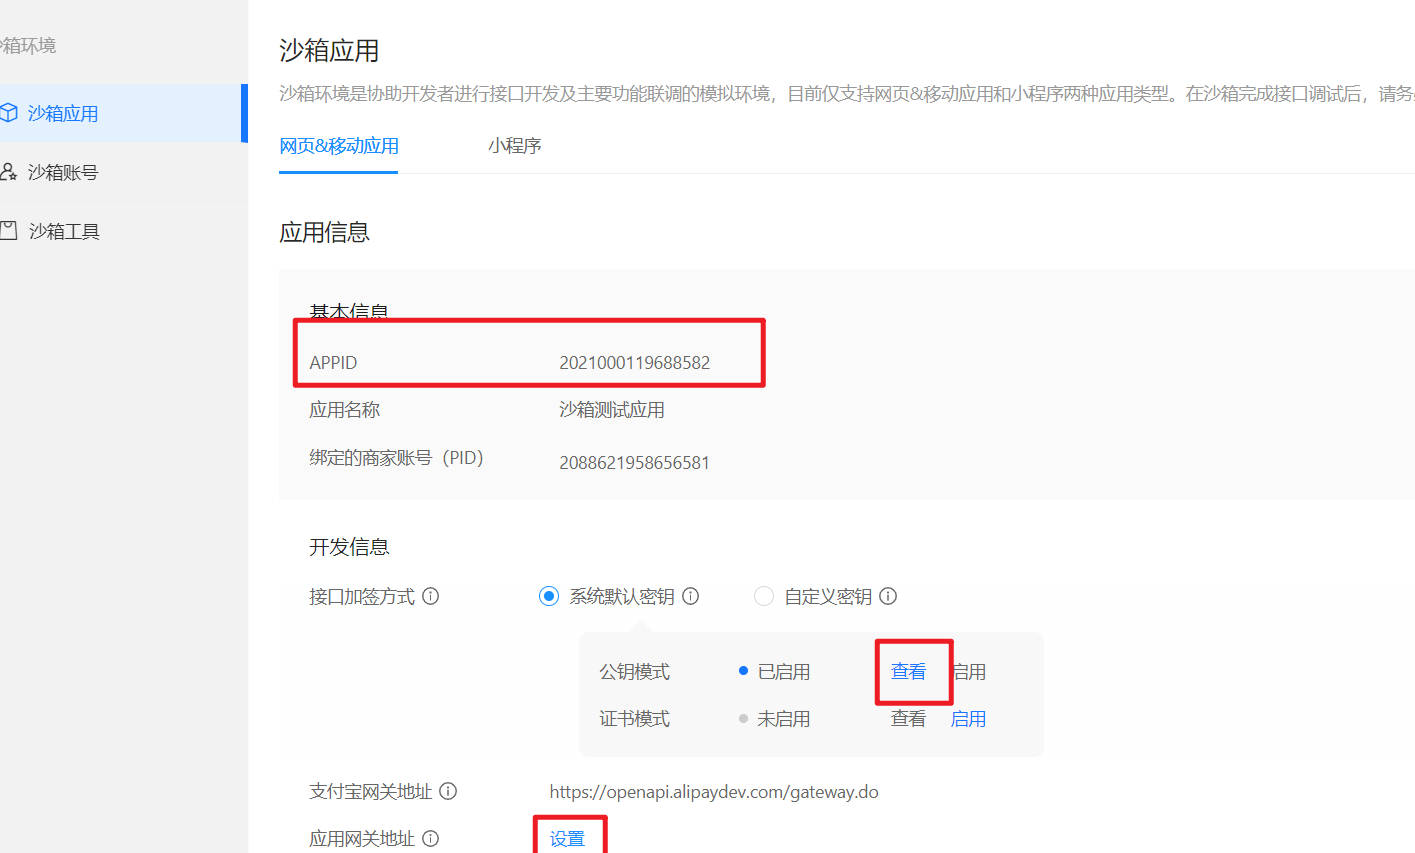 沙箱环境
沙箱应用
沙箱账号
沙箱工具
沙箱应用
沙箱环境是协助开发者进行接口开发及主要功能联调的模拟环境，目前仅支持网页&移动应用和小程序两种应用类型。在沙箱完成接口调试后，请务
网页&移动应用 小程序
应用信息
基本信息
APPID 2021000119688582
应用名称 沙箱测试应用
绑定的商家账号（PID） 2088621958656581
开发信息
接口加签方式 系统默认密钥 自定义密钥
公钥模式 已启用 查看 启用
证书模式 未启用 查看 启用
支付宝网关地址 https://openapi.alipaydev.com/gateway.do
应用网关地址 设置